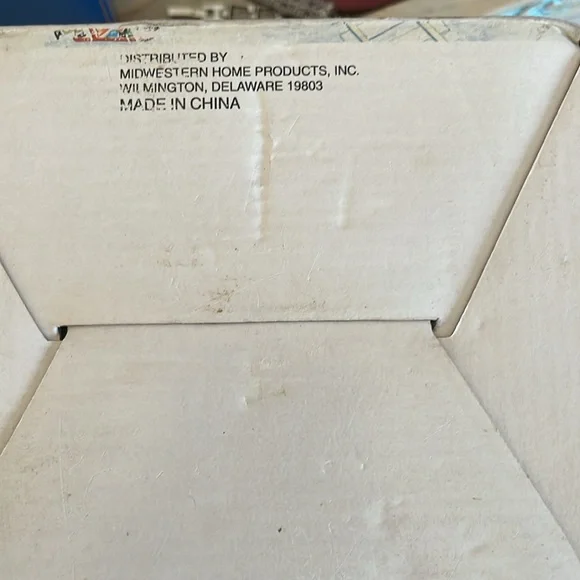 DISTRIBUTED BY
MIDWESTERN HOME PRODUCTS, INC.
WILMINGTON, DELAWARE 19803
MADE IN CHINA